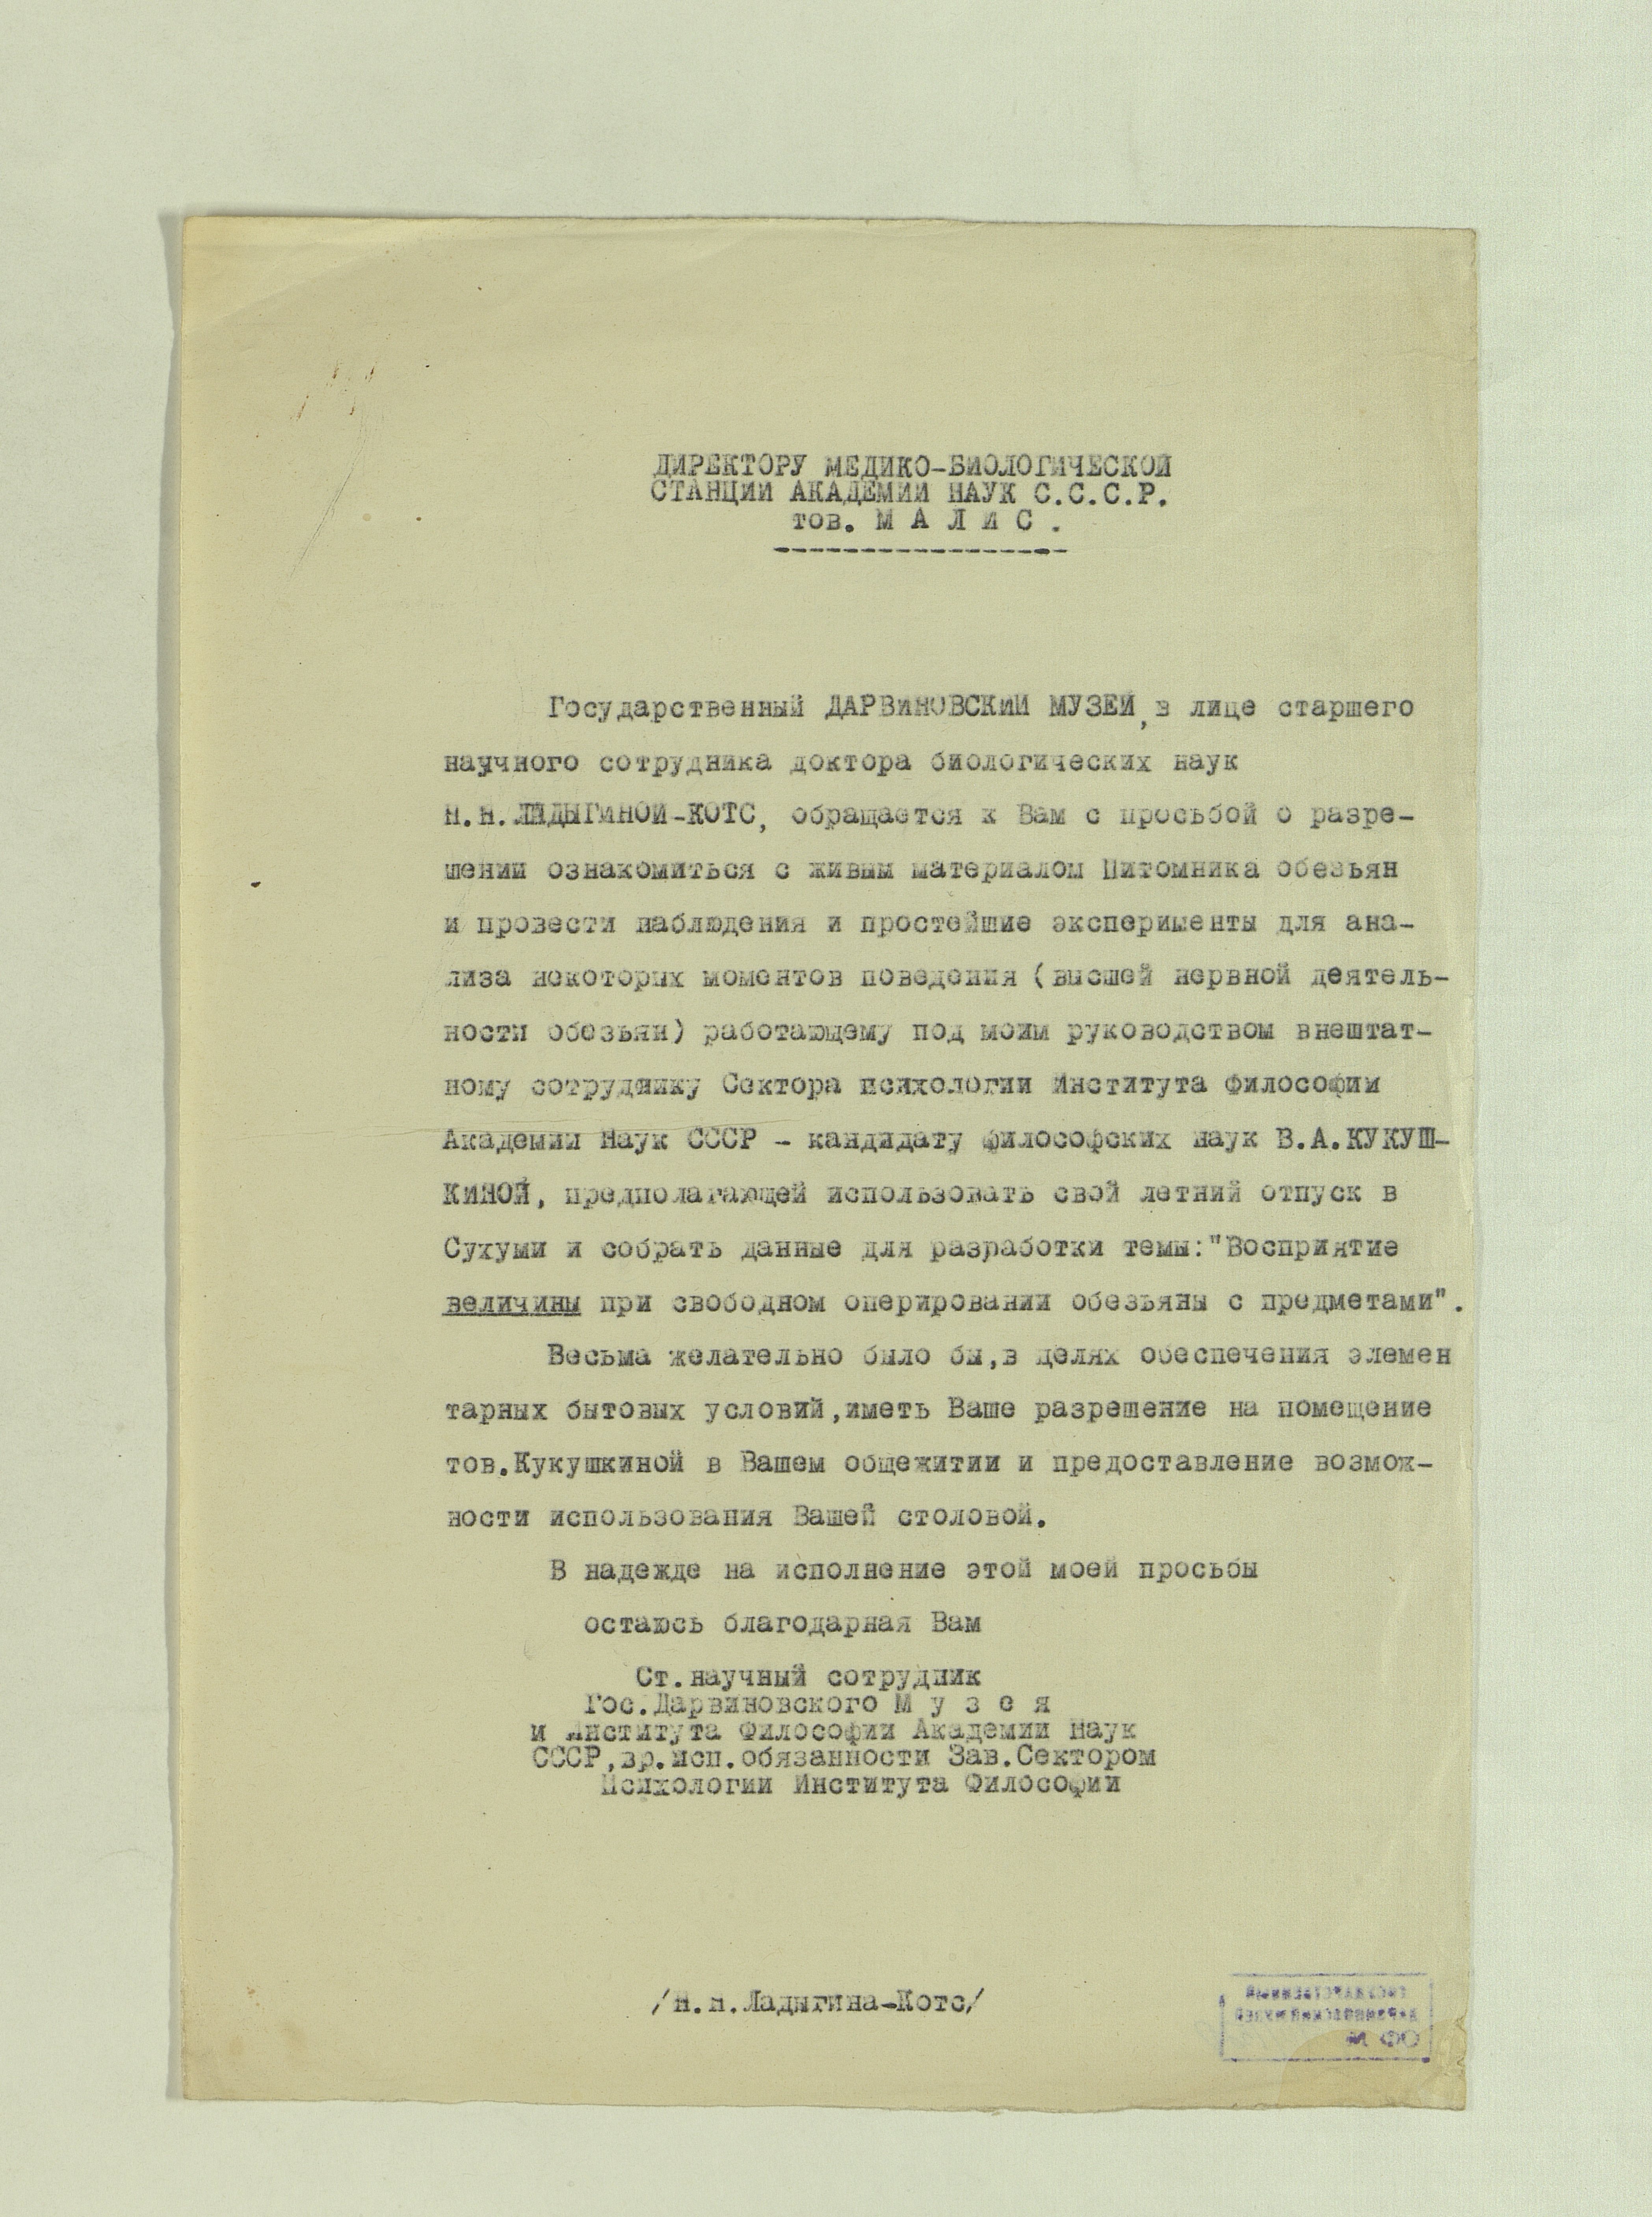 ДИРЕКТОРУ МЕДИКО-БИОЛОГИЧЕСКОЙ
СТАНЦИИ АКАДЕМИИ НАУК С.С.С.Р.
тов. М А Л И С .
Государственный ДАРВИНОВСКИЙ МУЗЕЙ, в лице старшего
научного сотрудника доктора биологических наук
Н.Н.ЛАДЫГИНОЙ-КОТС, обращается к Вам с просьбой о разре-
шении ознакомиться с живым материалом Питомника обезьян
и провести наблюдения и простейшие эксперименты для ана-
лиза некоторых моментов поведения (высшей нервной деятель-
ности обезьян) работающему под моим руководством внештат-
ному сотруднику Сектора психологии Института Философии
Академии Наук СССР - кандидату философских наук В.А.КУКУШ-
КИНОЙ, предполагающей использовать свой летний отпуск в
Сухуми и собрать данные для разработки темы:"Восприятие
величины при свободном оперировании обезьяны с предметами".
Весьма желательно было бы,в целях обеспечения элемен
тарных бытовых условий,иметь Ваше разрешение на помещение
тов.Кукушкиной в Вашем общежитии и предоставление возмож-
ности использования Вашей столовой.
В надежде на исполнение этой моей просьбы
остаюсь благодарная Вам
Ст.научный сотрудник
Гос.Дарвиновского М у з е я
и Института Философии Академии Наук
СССР,вр.исп.обязанности Зав.Сектором
Психологии Института Философии
/Н.Н.Ладыгина-Котс/